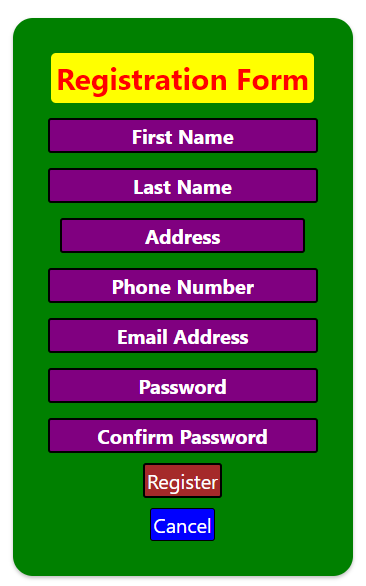 Registration Form
First Name
Last Name
Address
Phone Number
Email Address
Password
Confirm Password
Register
Cancel